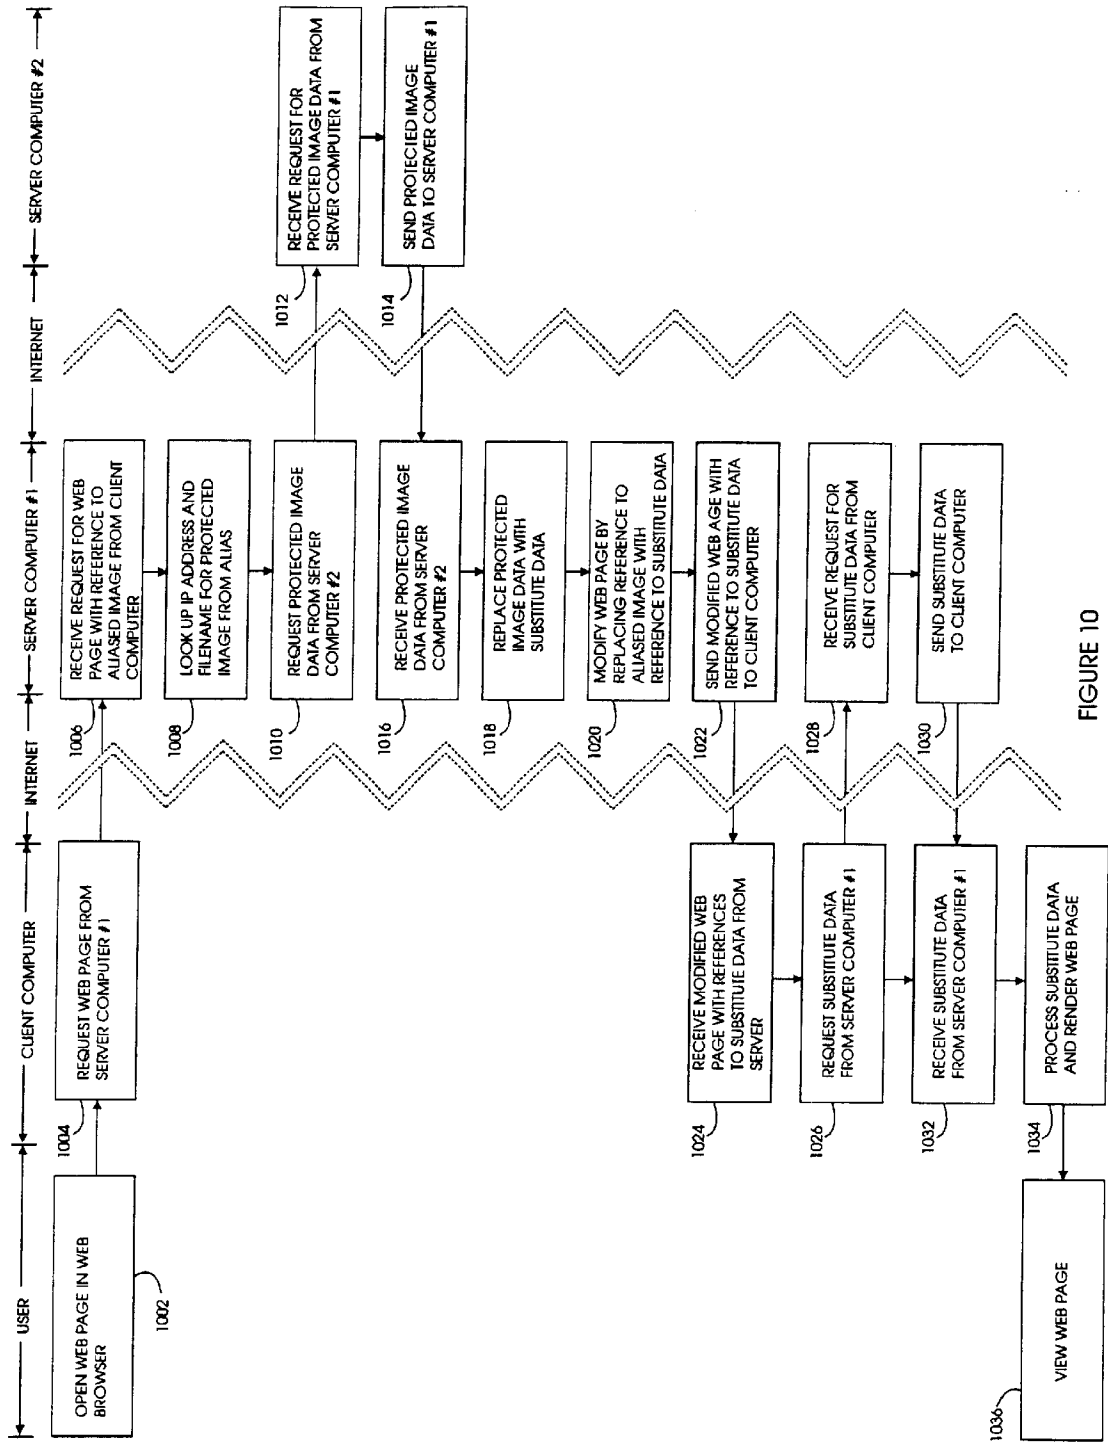 USER
CLIENT COMPUTER
INTERNET
SERVER COMPUTER #1
INTERNET
SERVER COMPUTER #2
OPEN WEB PAGE IN WEB
BROWSER
1002
REQUEST WEB PAGE FROM
SERVER COMPUTER #1
1004
RECEIVE REQUEST FOR WEB
PAGE WITH REFERENCE TO
ALIASED IMAGE FROM CLIENT
COMPUTER
1006
LOOK UP IP ADDRESS AND
FILENAME FOR PROTECTED
IMAGE FROM ALIAS
1008
REQUEST PROTECTED IMAGE
DATA FROM SERVER
COMPUTER #2
1010
RECEIVE REQUEST FOR
PROTECTED IMAGE DATA FROM
SERVER COMPUTER #1
1012
SEND PROTECTED IMAGE
DATA TO SERVER COMPUTER #1
1014
RECEIVE PROTECTED IMAGE
DATA FROM SERVER
COMPUTER #2
1016
REPLACE PROTECTED
IMAGE DATA WITH
SUBSTITUTE DATA
1018
MODIFY WEB PAGE BY
REPLACING REFERENCE TO
ALIASED IMAGE WITH
REFERENCE TO SUBSTITUTE DATA
1020
SEND MODIFIED WEB AGE WITH
REFERENCE TO SUBSTITUTE DATA
TO CLIENT COMPUTER
1022
RECEIVE MODIFIED WEB
PAGE WITH REFERENCES
TO SUBSTITUTE DATA FROM
SERVER
1024
REQUEST SUBSTITUTE DATA
FROM SERVER COMPUTER #1
1026
RECEIVE REQUEST FOR
SUBSTITUTE DATA FROM
CLIENT COMPUTER
1028
SEND SUBSTITUTE DATA
TO CLIENT COMPUTER
1030
RECEIVE SUBSTITUTE DATA
FROM SERVER COMPUTER #1
1032
PROCESS SUBSTITUTE DATA
AND RENDER WEB PAGE
1034
VIEW WEB PAGE
1036
FIGURE 10